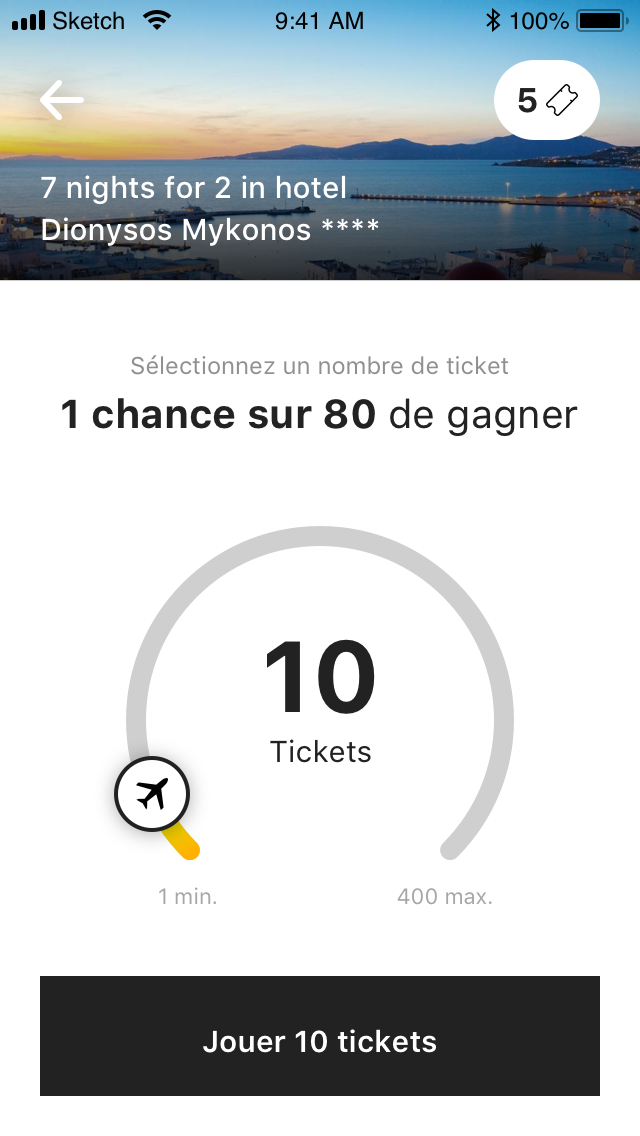 Sketch 9:41 AM 100%
5
7 nights for 2 in hotel
Dionysos Mykonos ****
Sélectionnez un nombre de ticket
1 chance sur 80 de gagner
10
Tickets
1 min. 400 max.
Jouer 10 tickets